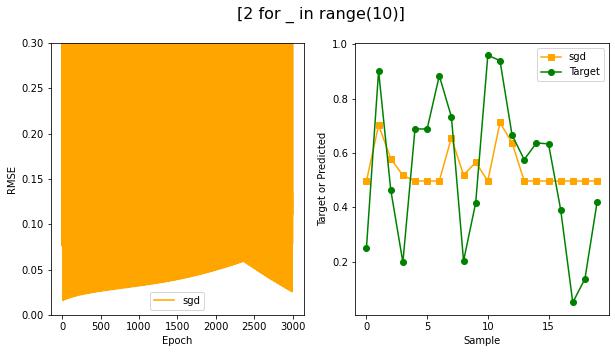 [2 for _ in range(10)]
0.30
0.25
0.20
0.15
0.10
0.05
0.00
RMSE
0 500 1000 1500 2000 2500 3000
Epoch
sgd
1.0
0.8
0.6
0.4
0.2
Target or Predicted
0 5 10 15
Sample
sgd
Target